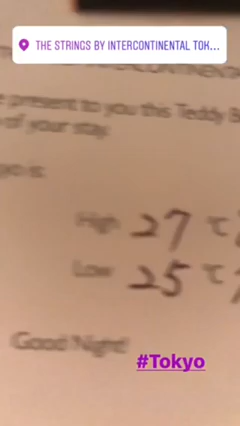 THE STRINGS BY INTERCONTINENTAL TOK...
present to you this Teddy
of your stay
is:
High 27 ℃
Low 25 ℃
Good Night!
#Tokyo